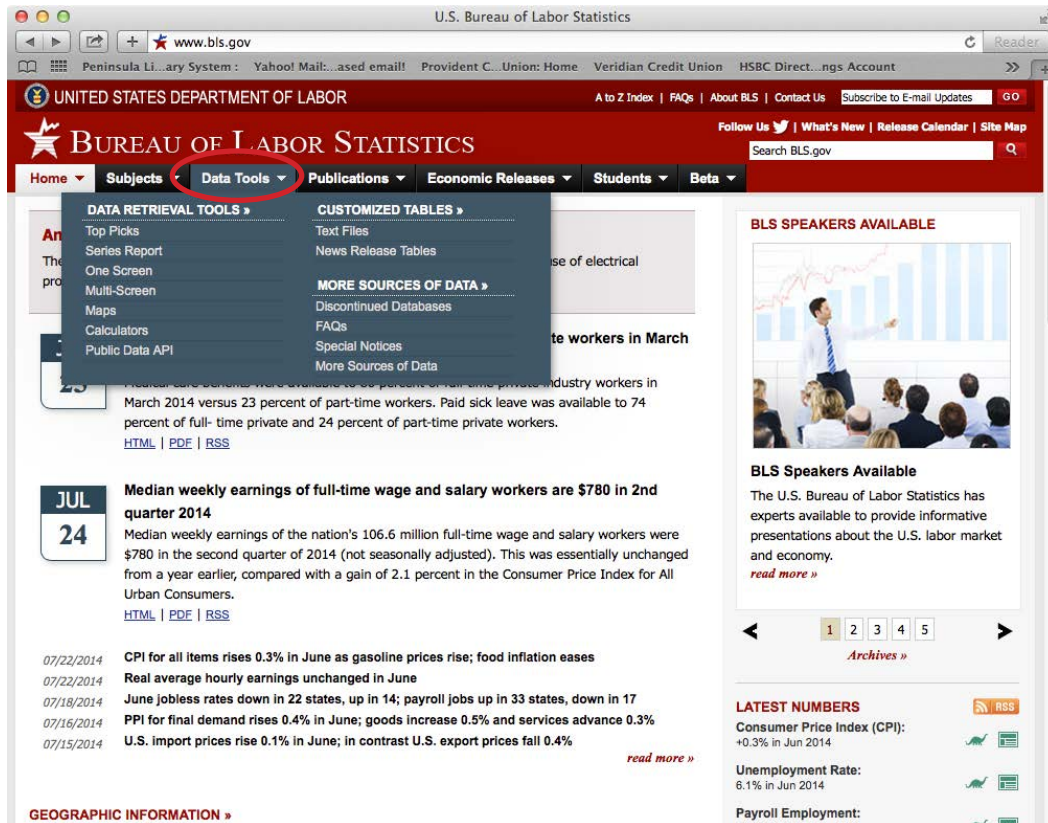 U.S. Bureau of Labor Statistics
www.bls.gov
Reader
Peninsula Li...ary System : Yahoo! Mail:...ased email! Provident C...Union: Home Veridian Credit Union HSBC Direct...ngs Account
UNITED STATES DEPARTMENT OF LABOR
A to Z Index | FAQs | About BLS | Contact Us Subscribe to E-mail Updates GO
Follow Us | What's New | Release Calendar | Site Map
BUREAU OF LABOR STATISTICS
Search BLS.gov
Home Subjects Data Tools Publications Economic Releases Students Beta
DATA RETRIEVAL TOOLS »
Top Picks
Series Report
One Screen
Multi-Screen
Maps
Calculators
Public Data API
CUSTOMIZED TABLES »
Text Files
News Release Tables
MORE SOURCES OF DATA »
Discontinued Databases
FAQs
Special Notices
More Sources of Data
An
The
of electrical
pro
workers in March
industry workers in
March 2014 versus 23 percent of part-time workers. Paid sick leave was available to 74
percent of full- time private and 24 percent of part-time private workers.
HTML | PDF | RSS
JUL
24
Median weekly earnings of full-time wage and salary workers are $780 in 2nd
quarter 2014
Median weekly earnings of the nation's 106.6 million full-time wage and salary workers were
$780 in the second quarter of 2014 (not seasonally adjusted). This was essentially unchanged
from a year earlier, compared with a gain of 2.1 percent in the Consumer Price Index for All
Urban Consumers.
HTML | PDF | RSS
07/22/2014 CPI for all items rises 0.3% in June as gasoline prices rise; food inflation eases
07/22/2014 Real average hourly earnings unchanged in June
07/18/2014 June jobless rates down in 22 states, up in 14; payroll jobs up in 33 states, down in 17
07/16/2014 PPI for final demand rises 0.4% in June; goods increase 0.5% and services advance 0.3%
07/15/2014 U.S. import prices rise 0.1% in June; in contrast U.S. export prices fall 0.4%
read more »
GEOGRAPHIC INFORMATION »
BLS SPEAKERS AVAILABLE
BLS Speakers Available
The U.S. Bureau of Labor Statistics has
experts available to provide informative
presentations about the U.S. labor market
and economy.
read more »
1 2 3 4 5
Archives »
LATEST NUMBERS RSS
Consumer Price Index (CPI):
+0.3% in Jun 2014
Unemployment Rate:
6.1% in Jun 2014
Payroll Employment: